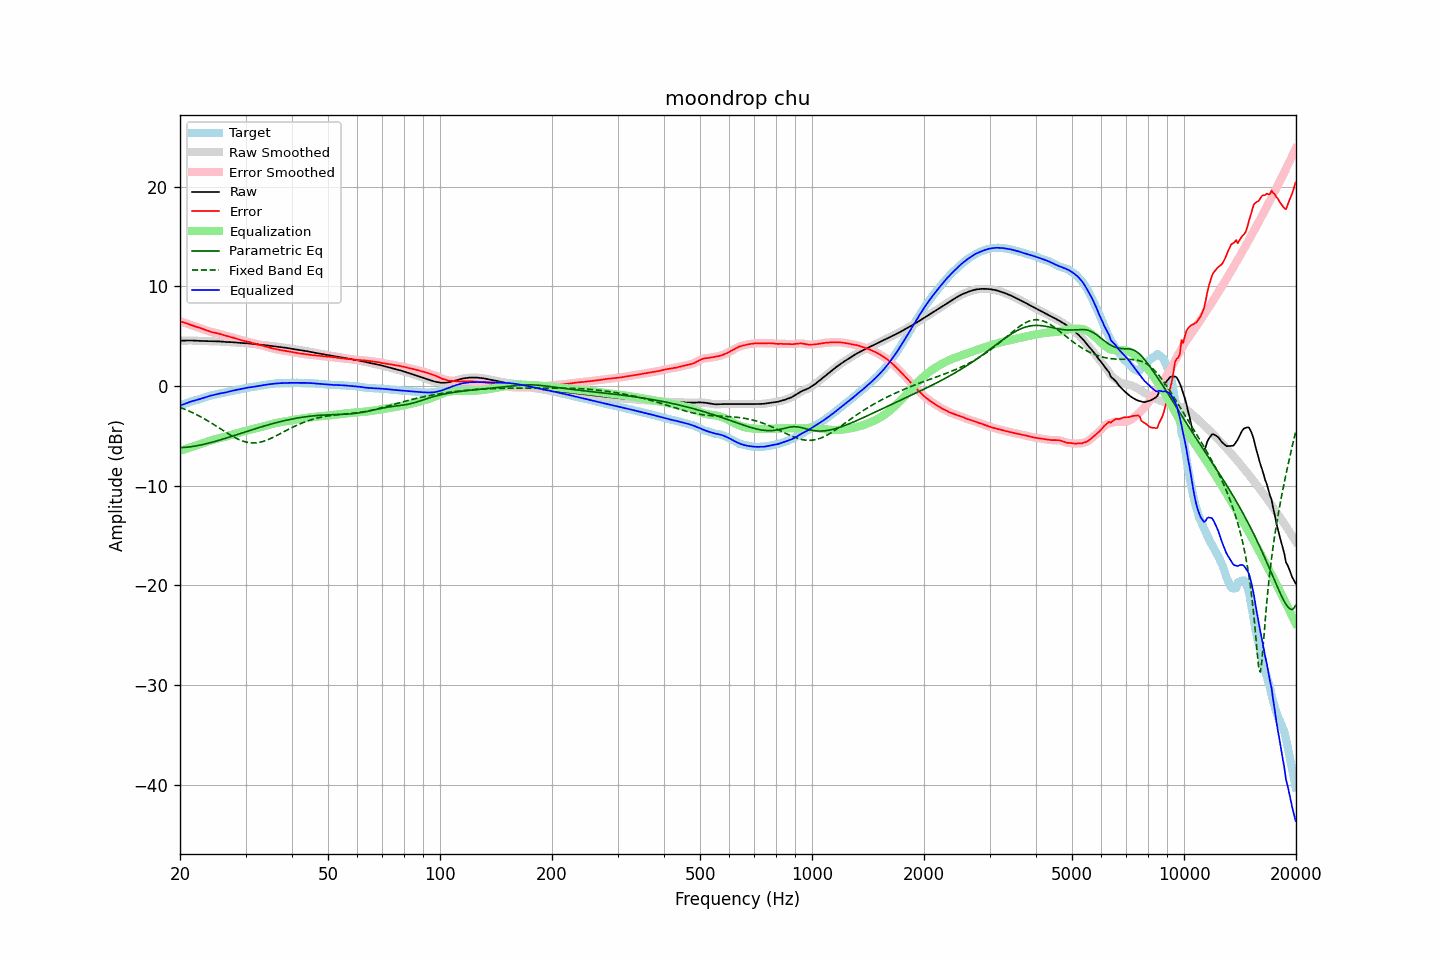 moondrop chu
Target
Raw Smoothed
Error Smoothed
Raw
Error
Equalization
Parametric Eq
Fixed Band Eq
Equalized
20
10
0
−10
−20
−30
−40
Amplitude (dBr)
20
50
100
200
500
1000
2000
5000
10000
20000
Frequency (Hz)